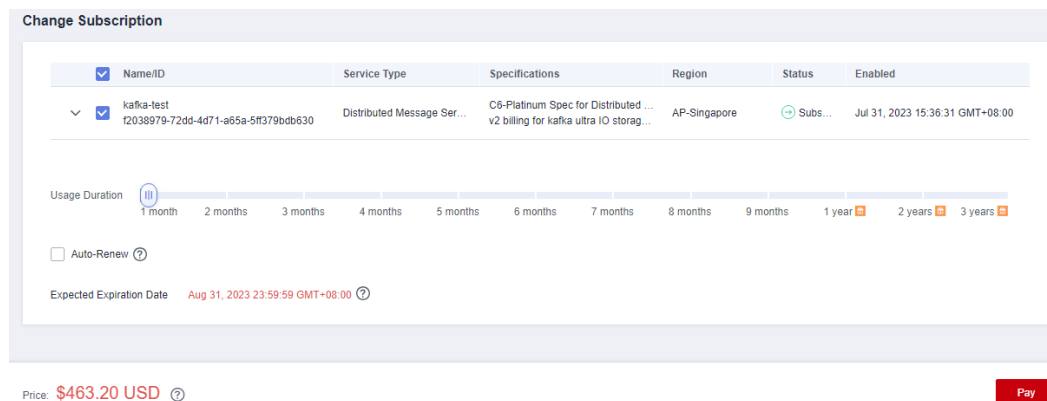 Change Subscription
Name/ID Service Type Specifications Region Status Enabled
kafka-test
f2038979-72dd-4d71-a65a-5ff379bdb630
Distributed Message Ser...
C6-Platinum Spec for Distributed ...
v2 billing for kafka ultra IO storag...
AP-Singapore
Subs...
Jul 31, 2023 15:36:31 GMT+08:00
Usage Duration
1 month 2 months 3 months 4 months 5 months 6 months 7 months 8 months 9 months 1 year 2 years 3 years
Auto-Renew ?
Expected Expiration Date Aug 31, 2023 23:59:59 GMT+08:00 ?
Price: $463.20 USD ?
Pay